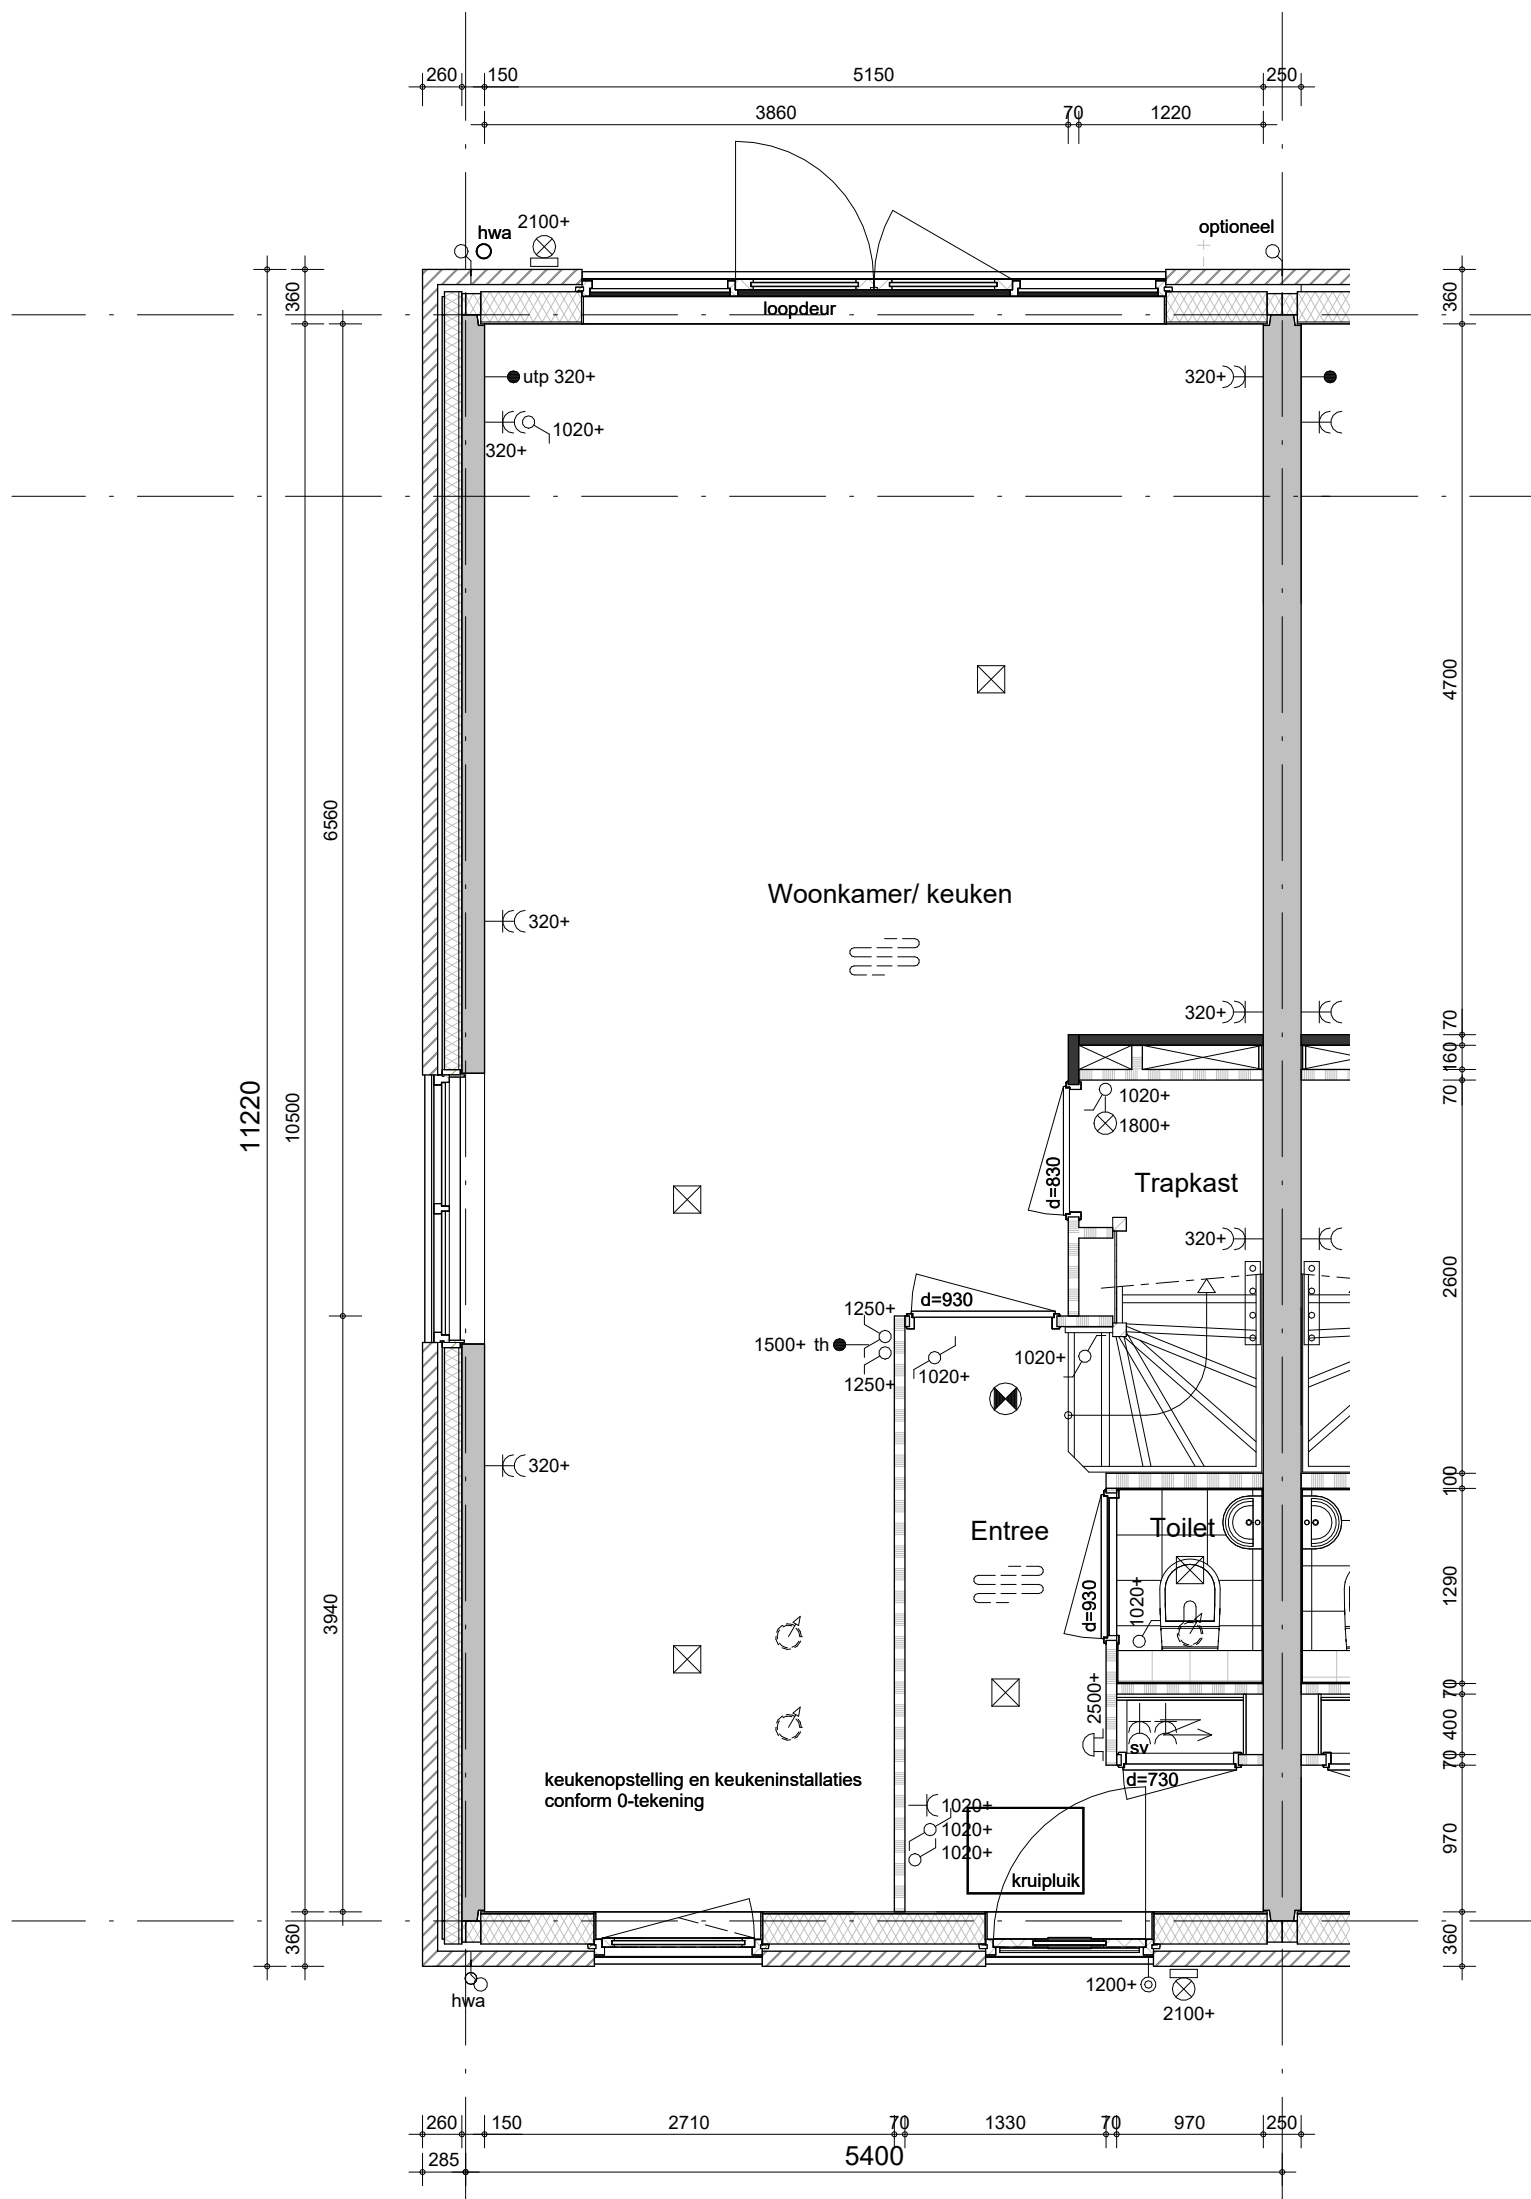 260 150 5150 250
3860 70 1220
2100+
hwa
optioneel
360
360
loopdeur
utp 320+
320+
1020+
320+
4700
6560
Woonkamer/ keuken
320+
320+
70
160
70
11220
10500
1020+
1800+
d=830
Trapkast
320+
2600
d=930
1250+
1500+ th
1250+
1020+
1020+
320+
100
Entree
Toilet
1290
3940
d=930
1020+
2500+
70
400
70
sv
d=730
keukenopstelling en keukeninstallaties
conform 0-tekening
1020+
1020+
1020+
970
kruipluik
360
360
hwa
1200+
2100+
260 150 2710 70 1330 70 970 250
285 5400